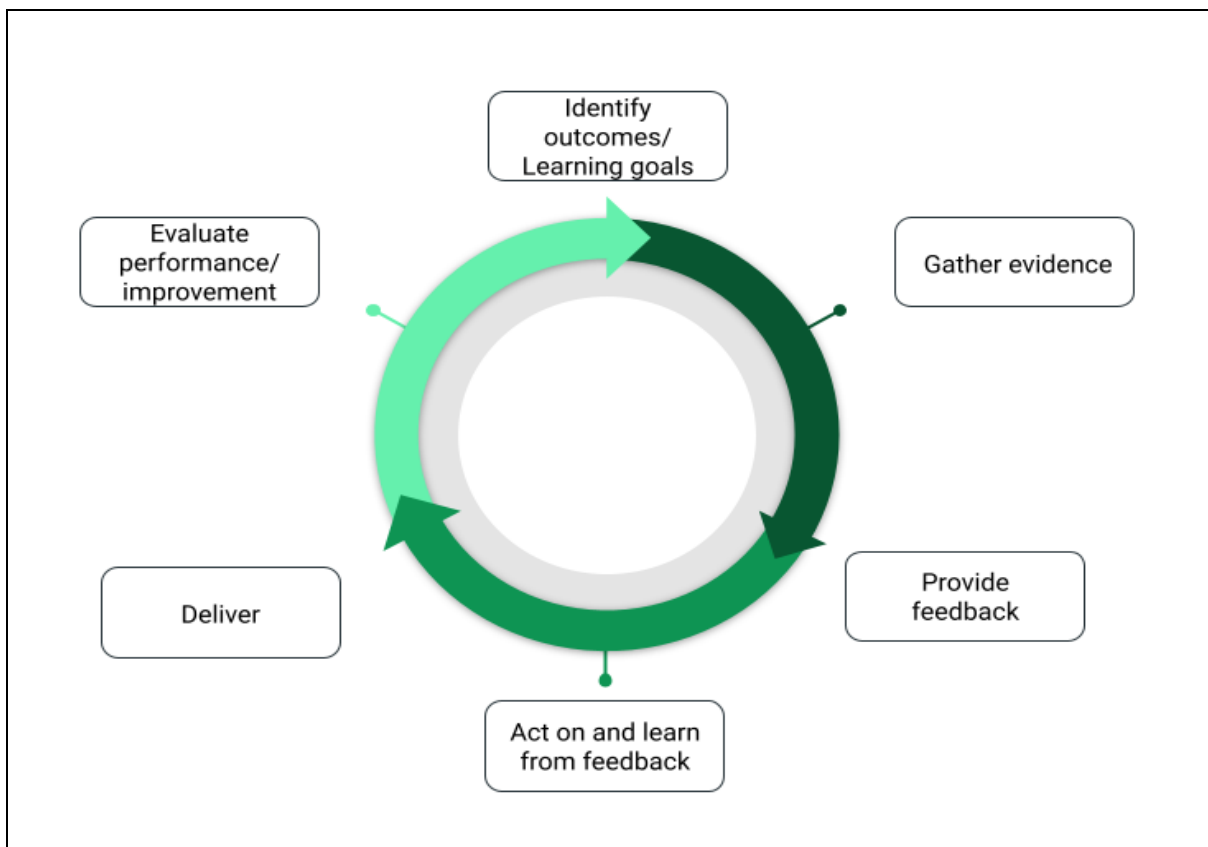 Identify
outcomes/
Learning goals
Evaluate
performance/
improvement
Gather evidence
Provide
feedback
Deliver
Act on and learn
from feedback